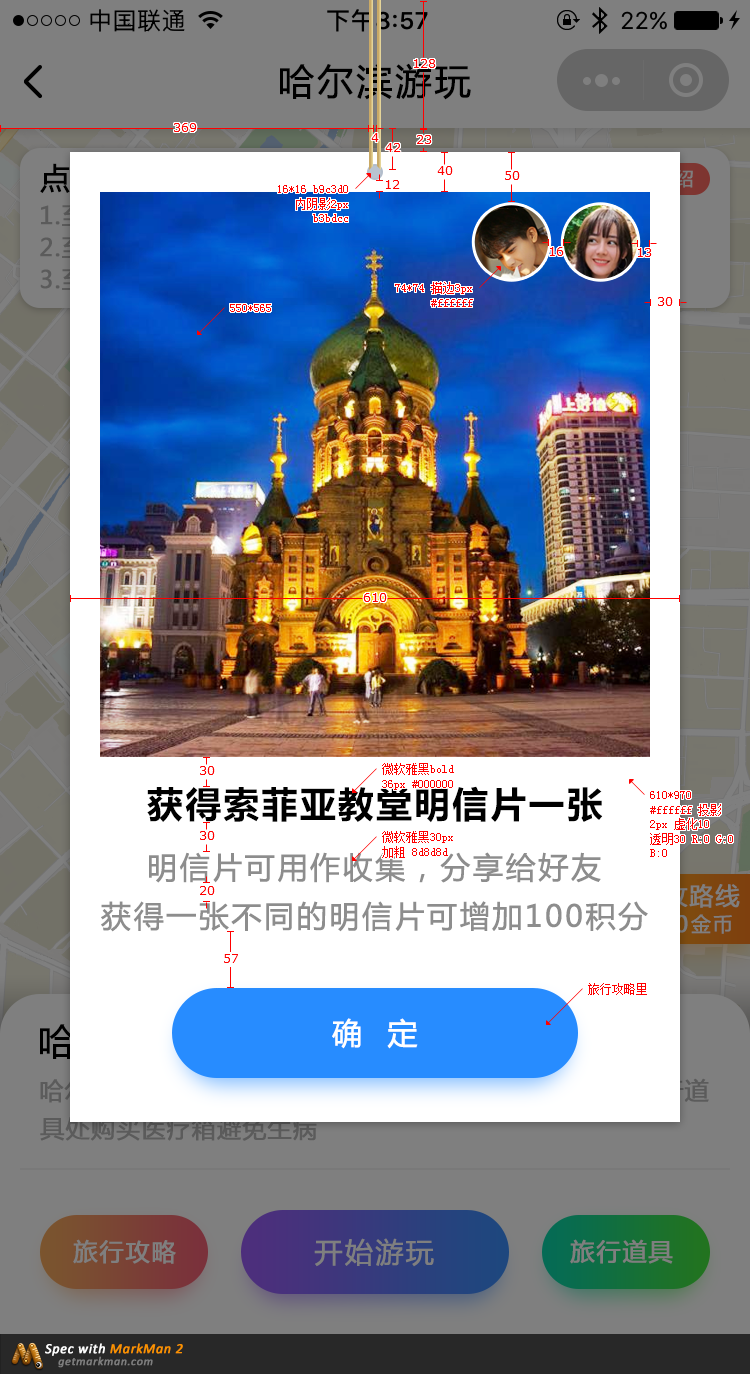 中国联通
下午8:57
22%
哈尔滨游玩
128
369
4
42
23
40
50
12
16*16 b9c3d0
内阴影2px
b3bdcc
点
绍
1.
2.
3.
16
13
74*74 描边3px
#ffffff
550*565
30
上好佳
610
30
微软雅黑bold
36px #000000
获得索菲亚教堂明信片一张
610*970
#ffffff 投影
2px 虚化10
透明30 R:0 G:0
B:0
30
微软雅黑30px
加粗 8d8d8d
明信片可用作收集，分享给好友
20
获得一张不同的明信片可增加100积分
路线
0金币
57
旅行攻略里
确 定
哈
哈
道
具处购买医疗箱避免生病
旅行攻略
开始游玩
旅行道具
Spec with MarkMan 2
getmarkman.com